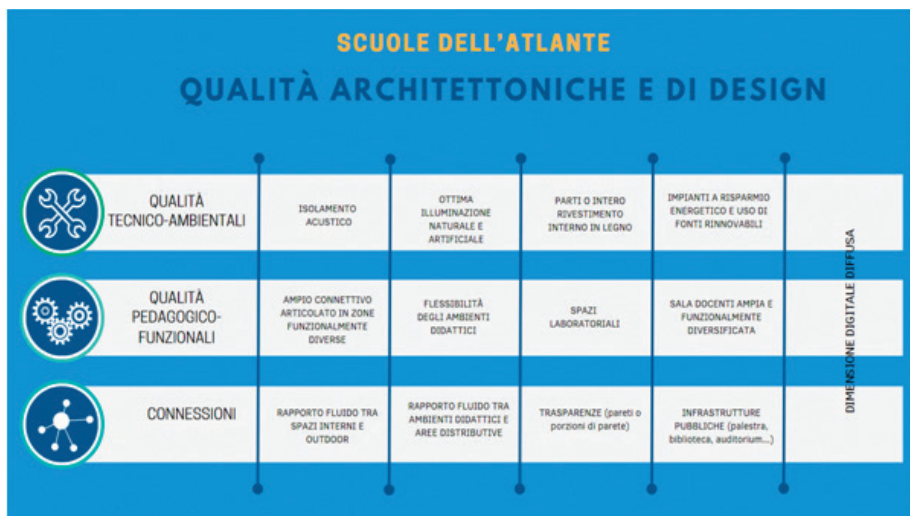 SCUOLE DELL'ATLANTE
QUALITÀ ARCHITETTONICHE E DI DESIGN
QUALITÀ
TECNICO-AMBIENTALI
ISOLAMENTO
ACUSTICO
OTTIMA
ILLUMINAZIONE
NATURALE E
ARTIFICIALE
PARTI O INTERO
RIVESTIMENTO
INTERNO IN LEGNO
IMPIANTI A RISPARMIO
ENERGETICO E USO DI
FONTI RINNOVABILI
QUALITÀ
PEDAGOGICO-
FUNZIONALI
AMPIO CONNETTIVO
ARTICOLATO IN ZONE
FUNZIONALMENTE
DIVERSE
FLESSIBILITÀ
DEGLI AMBIENTI
DIDATTICI
SPAZI
LABORATORIALI
SALA DOCENTI AMPIA E
FUNZIONALMENTE
DIVERSIFICATA
CONNESSIONI
RAPPORTO FLUIDO TRA
SPAZI INTERNI E
OUTDOOR
RAPPORTO FLUIDO TRA
AMBIENTI DIDATTICI E
AREE DISTRIBUTIVE
TRASPARENZE (pareti o
porzioni di parete)
INFRASTRUTTURE
PUBBLICHE (palestra,
biblioteca, auditorium...)
DIMENSIONE DIGITALE DIFFUSA